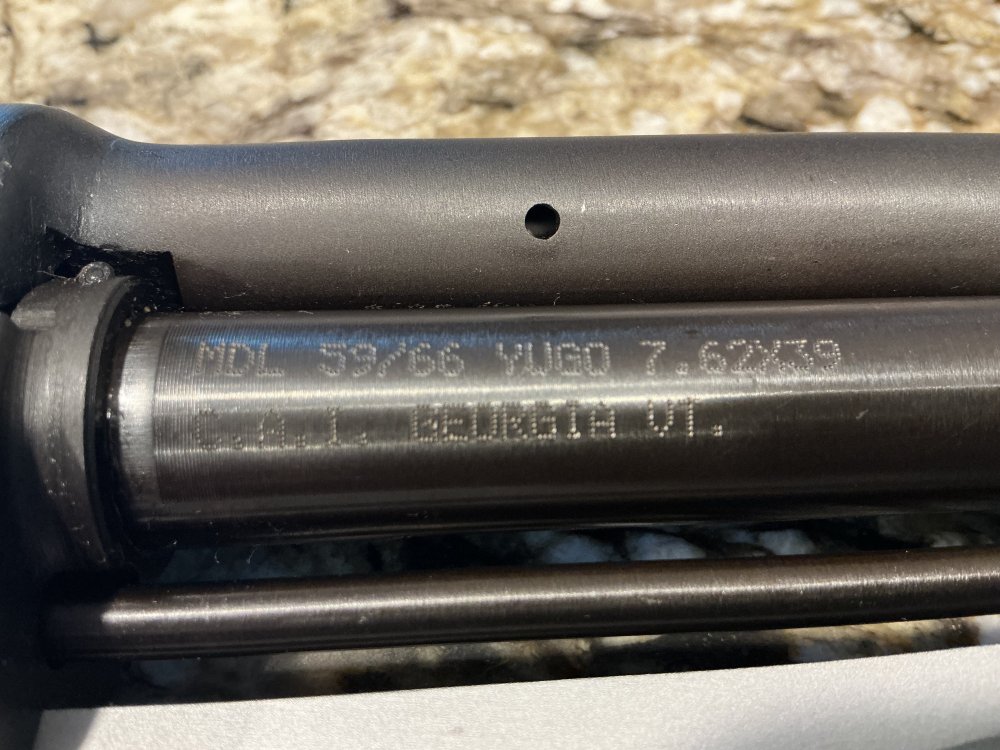 MDL 59/66 YUGO 7.62X39
C.A.I. GEORGIA VT.